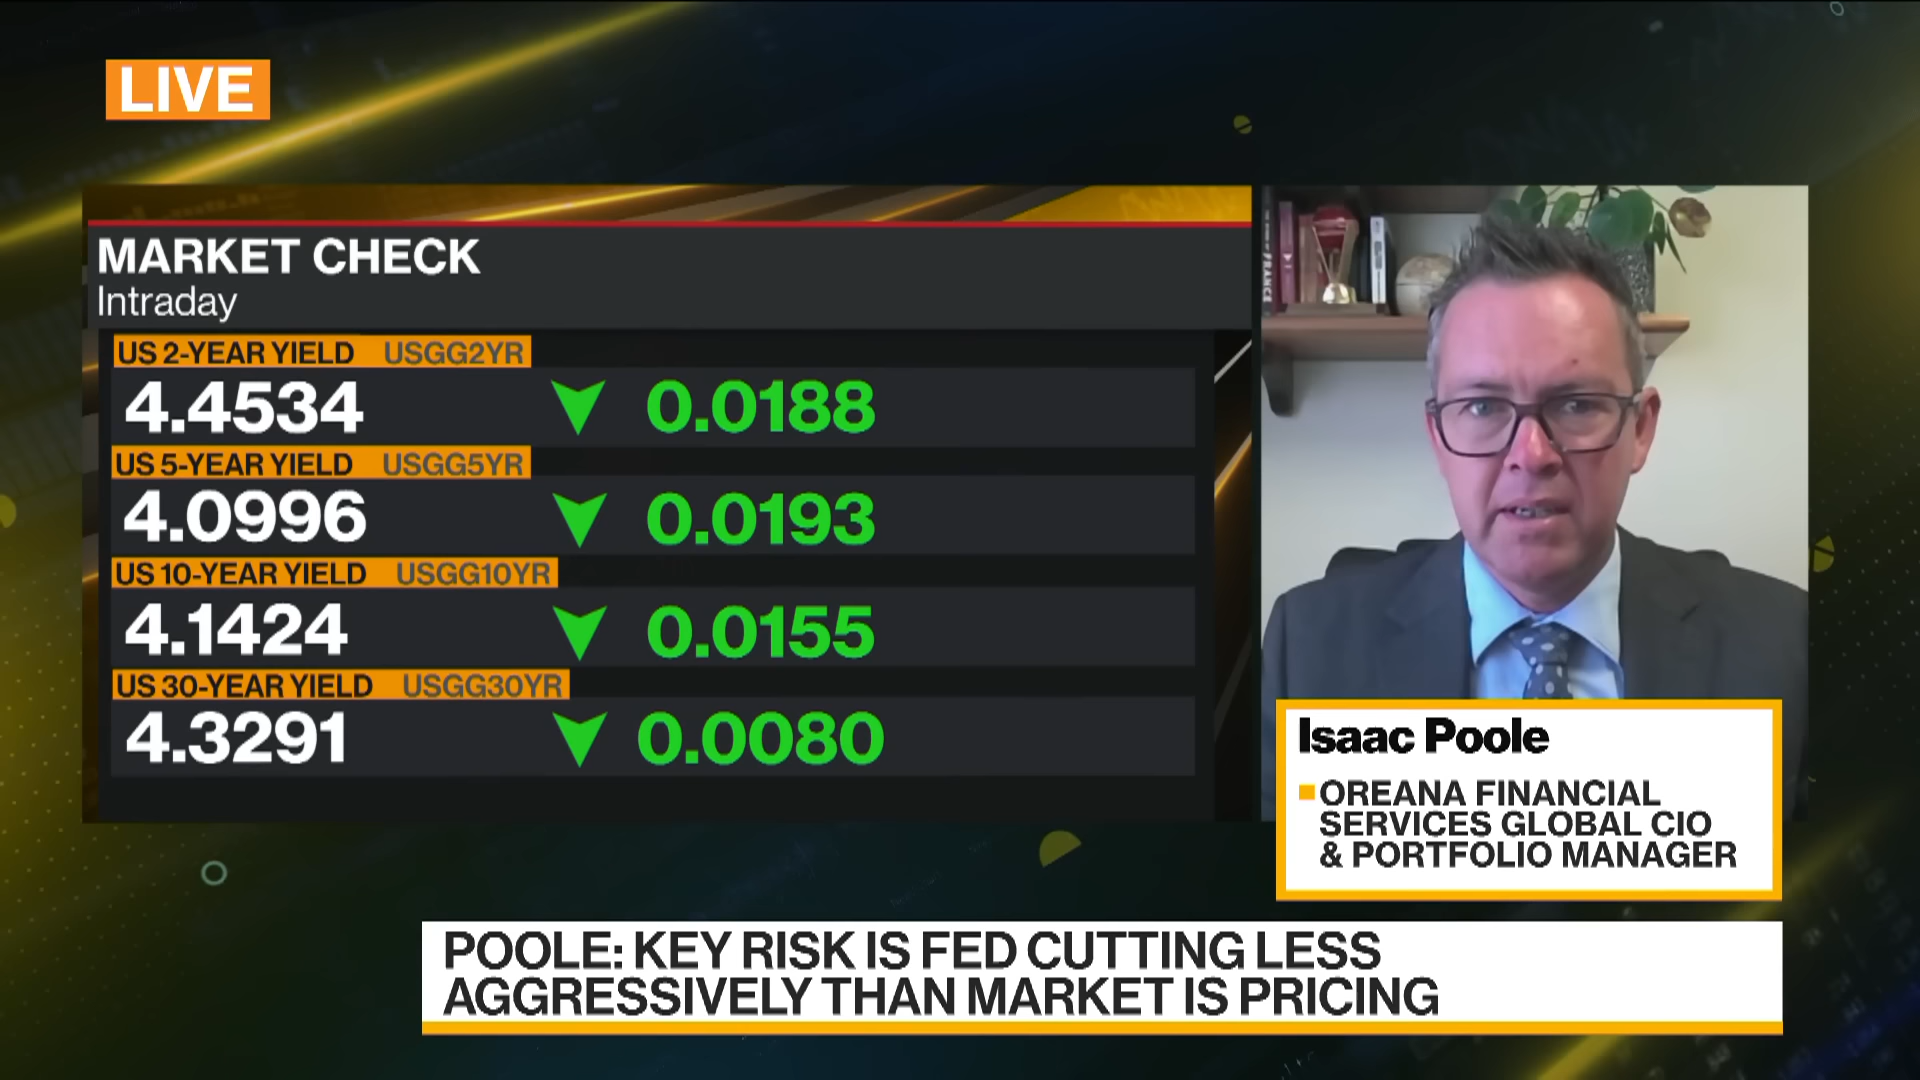 LIVE
MARKET CHECK
Intraday
US 2-YEAR YIELD USGG2YR
4.4534 0.0188
US 5-YEAR YIELD USGG5YR
4.0996 0.0193
US 10-YEAR YIELD USGG10YR
4.1424 0.0155
US 30-YEAR YIELD USGG30YR
4.3291 0.0080
FRANCE
Isaac Poole
OREANA FINANCIAL
SERVICES GLOBAL CIO
& PORTFOLIO MANAGER
POOLE: KEY RISK IS FED CUTTING LESS
AGGRESSIVELY THAN MARKET IS PRICING